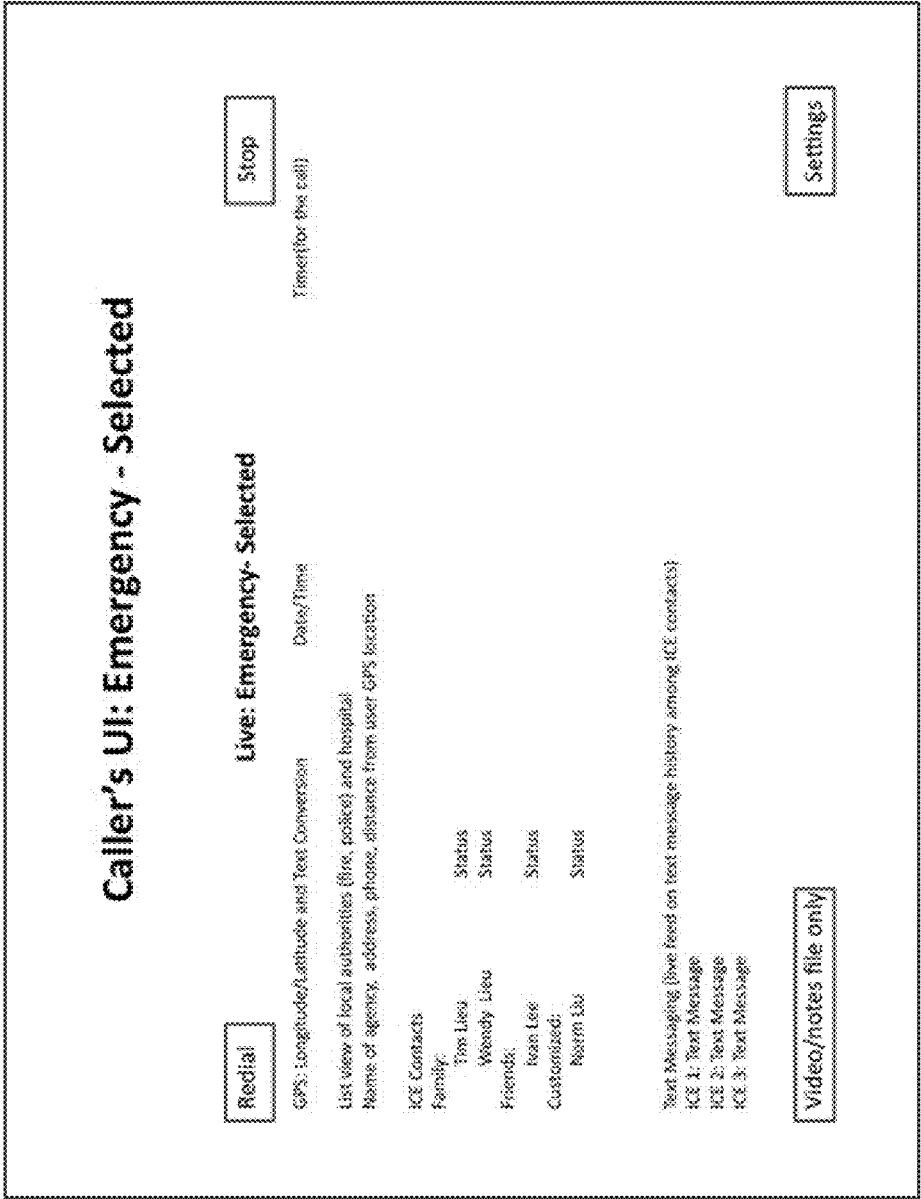 Caller's UI: Emergency - Selected
Redial Live: Emergency- Selected Stop
GPS: Longitude/Latitude and Text Conversion Date/Time Timer(for the call)
List view of local authorities (fire, police) and hospital
Name of agency, address, phone, distance from user GPS location
ICE Contacts
Family:
Tim Lieu Status
Wendy Lieu Status
Friends:
Ivan Lee Status
Customized:
Norm Liu Status
Text Messaging (live feed on text message history among ICE contacts)
ICE 1: Text Message
ICE 2: Text Message
ICE 3: Text Message
Video/notes file only Settings